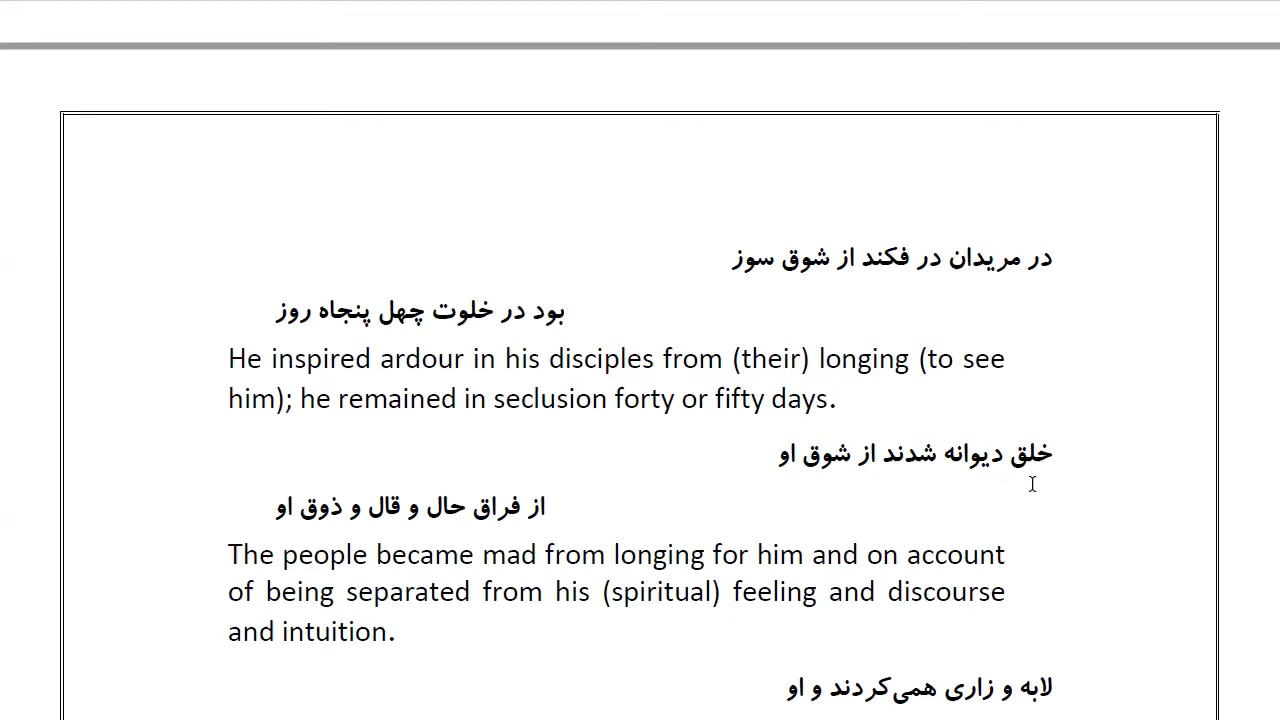 در مریدان در فکند از شوق سوز
بود در خلوت چهل پنجاه روز
He inspired ardour in his disciples from (their) longing (to see
him); he remained in seclusion forty or fifty days.
خلق دیوانه شدند از شوق او
از فراق حال و قال و ذوق او
The people became mad from longing for him and on account
of being separated from his (spiritual) feeling and discourse
and intuition.
لابه و زاری همی‌کردند و او